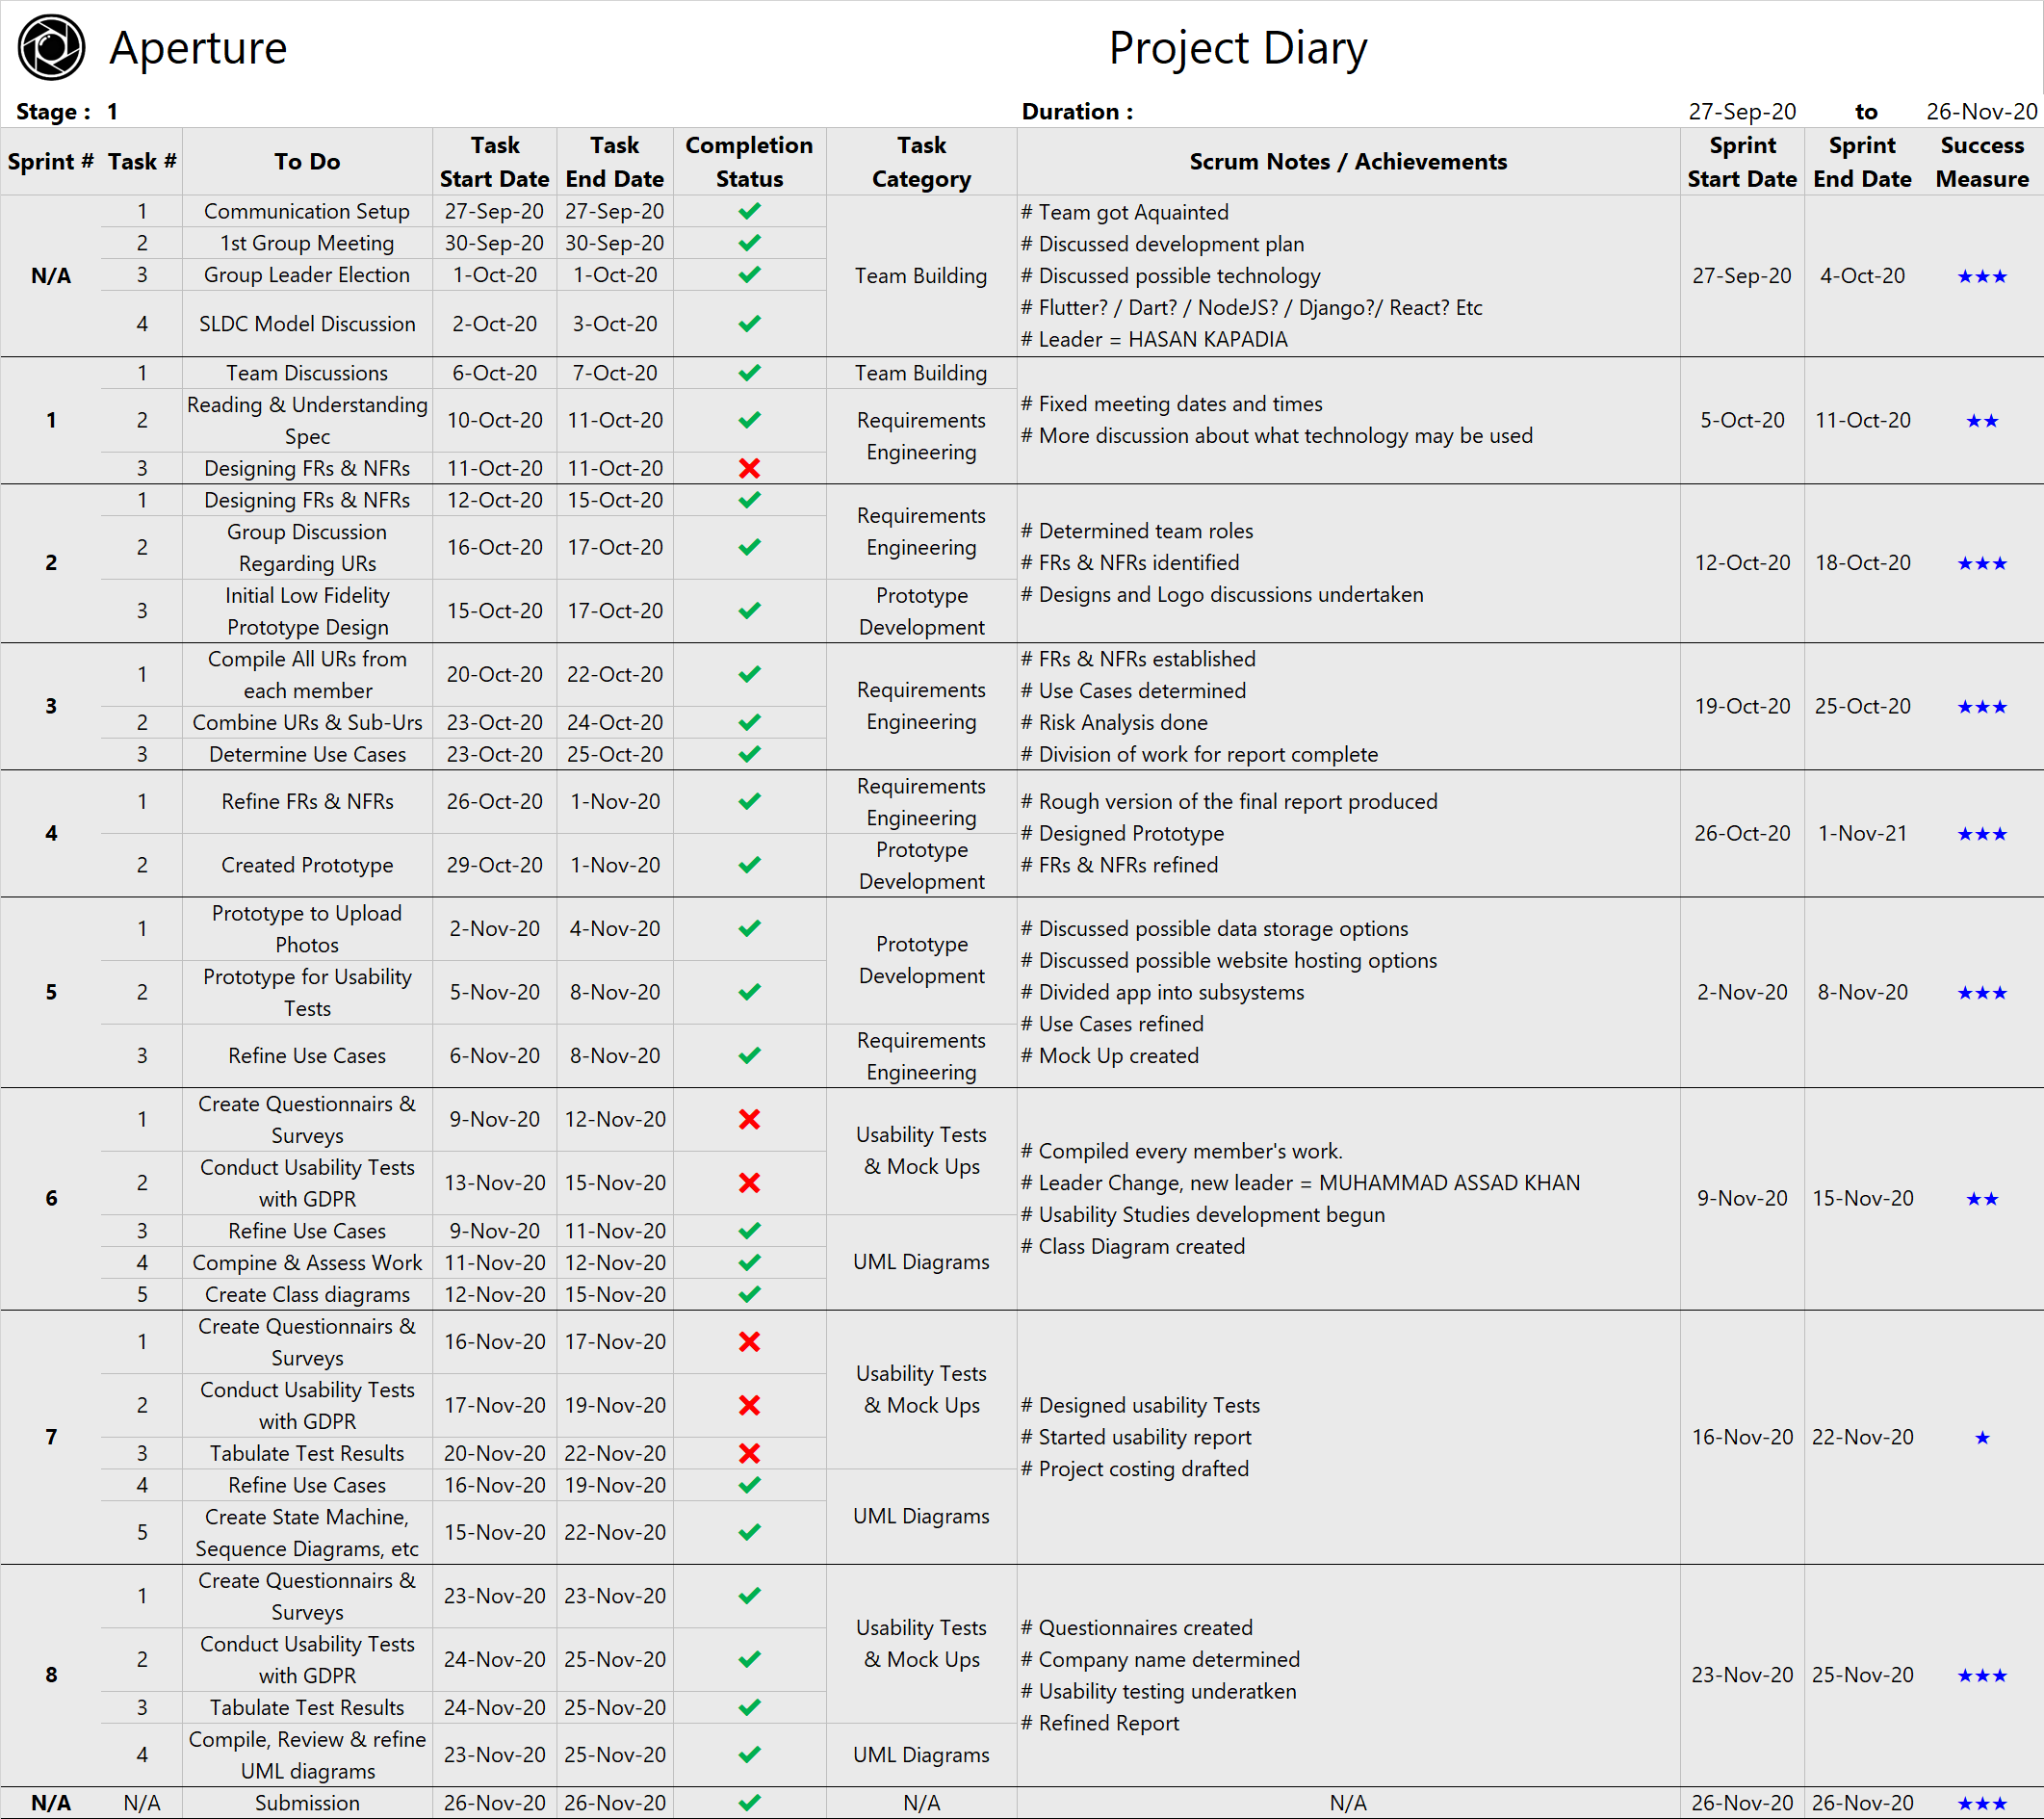 Aperture Project Diary
Stage : 1 Duration : 27-Sep-20 to 26-Nov-20
Sprint # Task # To Do Task Start Date Task End Date Completion Status Task Category Scrum Notes / Achievements Sprint Start Date Sprint End Date Success Measure
N/A
1 Communication Setup 27-Sep-20 27-Sep-20 ✔
2 1st Group Meeting 30-Sep-20 30-Sep-20 ✔
3 Group Leader Election 1-Oct-20 1-Oct-20 ✔
4 SLDC Model Discussion 2-Oct-20 3-Oct-20 ✔
Team Building
# Team got Aquainted
# Discussed development plan
# Discussed possible technology
# Flutter? / Dart? / NodeJS? / Django?/ React? Etc
# Leader = HASAN KAPADIA
27-Sep-20 4-Oct-20 ★★★
1
1 Team Discussions 6-Oct-20 7-Oct-20 ✔ Team Building
2 Reading & Understanding Spec 10-Oct-20 11-Oct-20 ✔
3 Designing FRs & NFRs 11-Oct-20 11-Oct-20 ✖
Requirements Engineering
# Fixed meeting dates and times
# More discussion about what technology may be used
5-Oct-20 11-Oct-20 ★★
2
1 Designing FRs & NFRs 12-Oct-20 15-Oct-20 ✔
2 Group Discussion Regarding URs 16-Oct-20 17-Oct-20 ✔
Requirements Engineering
3 Initial Low Fidelity Prototype Design 15-Oct-20 17-Oct-20 ✔ Prototype Development
# Determined team roles
# FRs & NFRs identified
# Designs and Logo discussions undertaken
12-Oct-20 18-Oct-20 ★★★
3
1 Compile All URs from each member 20-Oct-20 22-Oct-20 ✔
2 Combine URs & Sub-Urs 23-Oct-20 24-Oct-20 ✔
3 Determine Use Cases 23-Oct-20 25-Oct-20 ✔
Requirements Engineering
# FRs & NFRs established
# Use Cases determined
# Risk Analysis done
# Division of work for report complete
19-Oct-20 25-Oct-20 ★★★
4
1 Refine FRs & NFRs 26-Oct-20 1-Nov-20 ✔ Requirements Engineering
2 Created Prototype 29-Oct-20 1-Nov-20 ✔ Prototype Development
# Rough version of the final report produced
# Designed Prototype
# FRs & NFRs refined
26-Oct-20 1-Nov-21 ★★★
5
1 Prototype to Upload Photos 2-Nov-20 4-Nov-20 ✔
2 Prototype for Usability Tests 5-Nov-20 8-Nov-20 ✔
Prototype Development
3 Refine Use Cases 6-Nov-20 8-Nov-20 ✔ Requirements Engineering
# Discussed possible data storage options
# Discussed possible website hosting options
# Divided app into subsystems
# Use Cases refined
# Mock Up created
2-Nov-20 8-Nov-20 ★★★
6
1 Create Questionnairs & Surveys 9-Nov-20 12-Nov-20 ✖
2 Conduct Usability Tests with GDPR 13-Nov-20 15-Nov-20 ✖
Usability Tests & Mock Ups
3 Refine Use Cases 9-Nov-20 11-Nov-20 ✔
4 Compine & Assess Work 11-Nov-20 12-Nov-20 ✔
5 Create Class diagrams 12-Nov-20 15-Nov-20 ✔
UML Diagrams
# Compiled every member's work.
# Leader Change, new leader = MUHAMMAD ASSAD KHAN
# Usability Studies development begun
# Class Diagram created
9-Nov-20 15-Nov-20 ★★
7
1 Create Questionnairs & Surveys 16-Nov-20 17-Nov-20 ✖
2 Conduct Usability Tests with GDPR 17-Nov-20 19-Nov-20 ✖
3 Tabulate Test Results 20-Nov-20 22-Nov-20 ✖
Usability Tests & Mock Ups
4 Refine Use Cases 16-Nov-20 19-Nov-20 ✔
5 Create State Machine, Sequence Diagrams, etc 15-Nov-20 22-Nov-20 ✔
UML Diagrams
# Designed usability Tests
# Started usability report
# Project costing drafted
16-Nov-20 22-Nov-20 ★
8
1 Create Questionnairs & Surveys 23-Nov-20 23-Nov-20 ✔
2 Conduct Usability Tests with GDPR 24-Nov-20 25-Nov-20 ✔
3 Tabulate Test Results 24-Nov-20 25-Nov-20 ✔
Usability Tests & Mock Ups
4 Compile, Review & refine UML diagrams 23-Nov-20 25-Nov-20 ✔ UML Diagrams
# Questionnaires created
# Company name determined
# Usability testing underatken
# Refined Report
23-Nov-20 25-Nov-20 ★★★
N/A N/A Submission 26-Nov-20 26-Nov-20 ✔ N/A N/A 26-Nov-20 26-Nov-20 ★★★